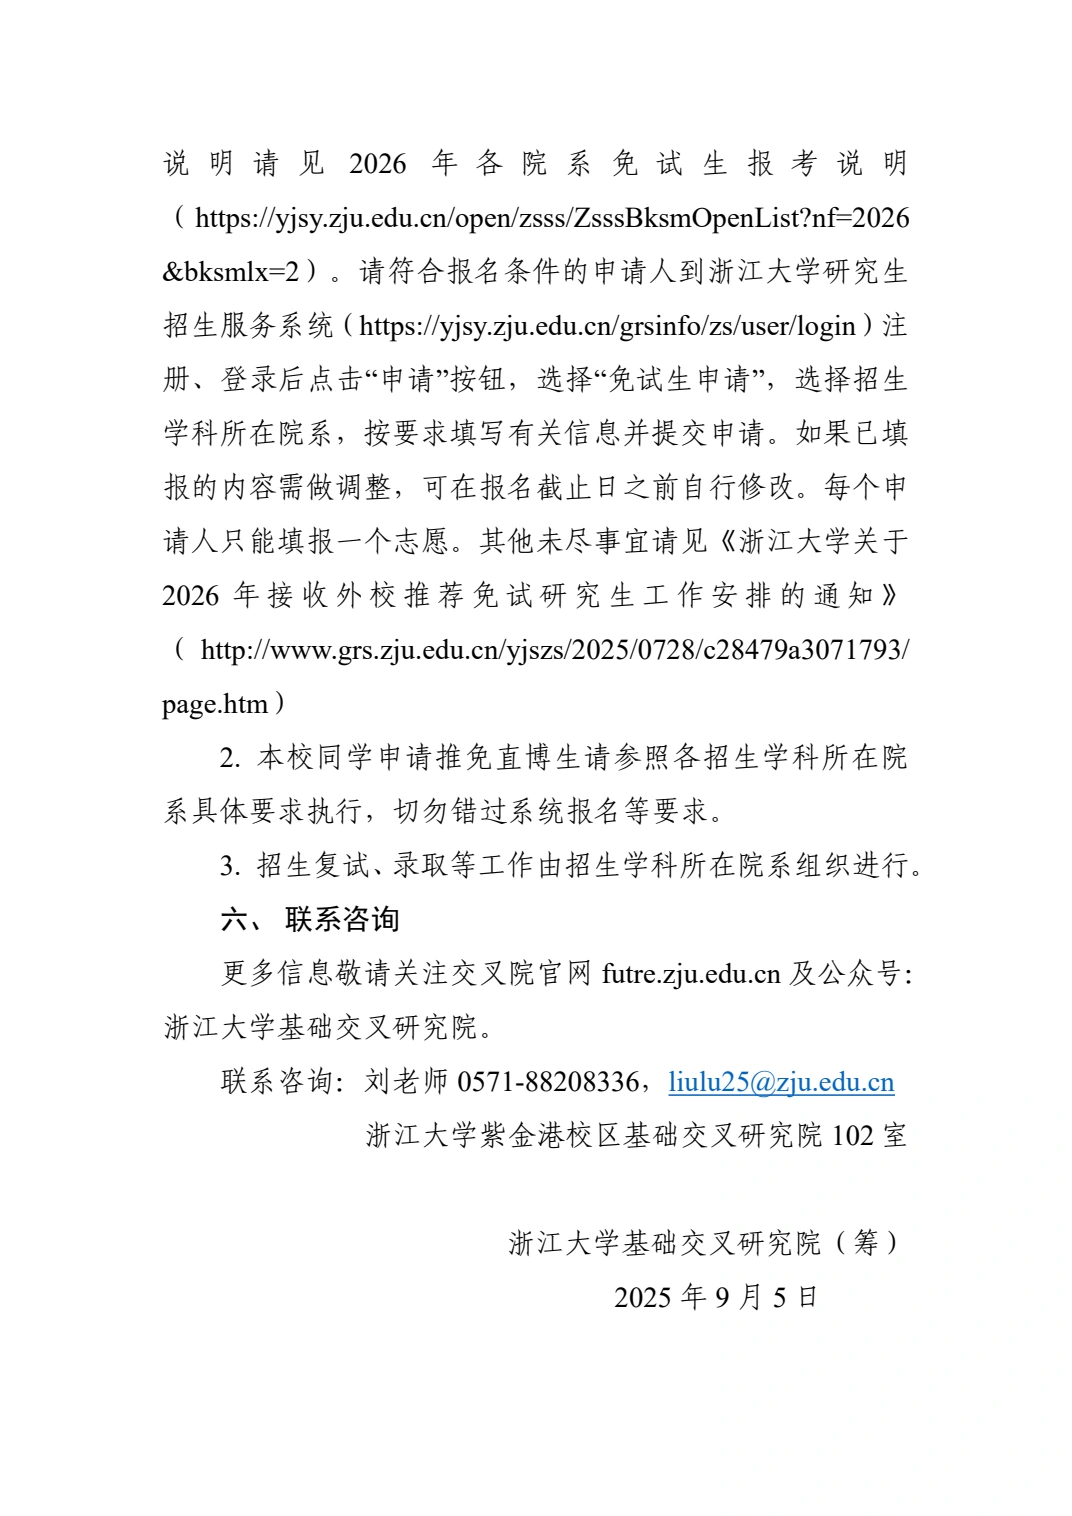 说明请见 2026 年各院系免试生报考说明
（https://yjsy.zju.edu.cn/open/zsss/ZsssBksmOpenList?nf=2026
&bksmlx=2）。请符合报名条件的申请人到浙江大学研究生
招生服务系统（https://yjsy.zju.edu.cn/grsinfo/zs/user/login）注
册、登录后点击“申请”按钮，选择“免试生申请”，选择招生
学科所在院系，按要求填写有关信息并提交申请。如果已填
报的内容需做调整，可在报名截止日之前自行修改。每个申
请人只能填报一个志愿。其他未尽事宜请见《浙江大学关于
2026 年接收外校推荐免试研究生工作安排的通知》
（http://www.grs.zju.edu.cn/yjszs/2025/0728/c28479a3071793/
page.htm）
2. 本校同学申请推免直博生请参照各招生学科所在院
系具体要求执行，切勿错过系统报名等要求。
3. 招生复试、录取等工作由招生学科所在院系组织进行。
六、 联系咨询
更多信息敬请关注交叉院官网 futre.zju.edu.cn 及公众号：
浙江大学基础交叉研究院。
联系咨询：刘老师 0571-88208336，liulu25@zju.edu.cn
浙江大学紫金港校区基础交叉研究院 102 室
浙江大学基础交叉研究院（筹）
2025 年 9 月 5 日